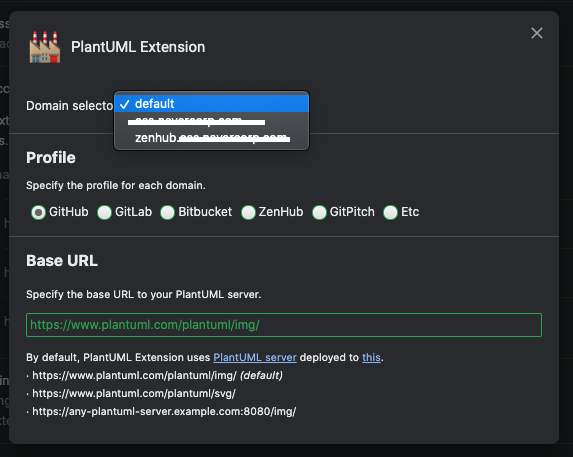 PlantUML Extension
Domain selecto
✓ default
zenhub.
Profile
Specify the profile for each domain.
GitHub GitLab Bitbucket ZenHub GitPitch Etc
Base URL
Specify the base URL to your PlantUML server.
https://www.plantuml.com/plantuml/img/
By default, PlantUML Extension uses PlantUML server deployed to this.
· https://www.plantuml.com/plantuml/img/ (default)
· https://www.plantuml.com/plantuml/svg/
· https://any-plantuml-server.example.com:8080/img/